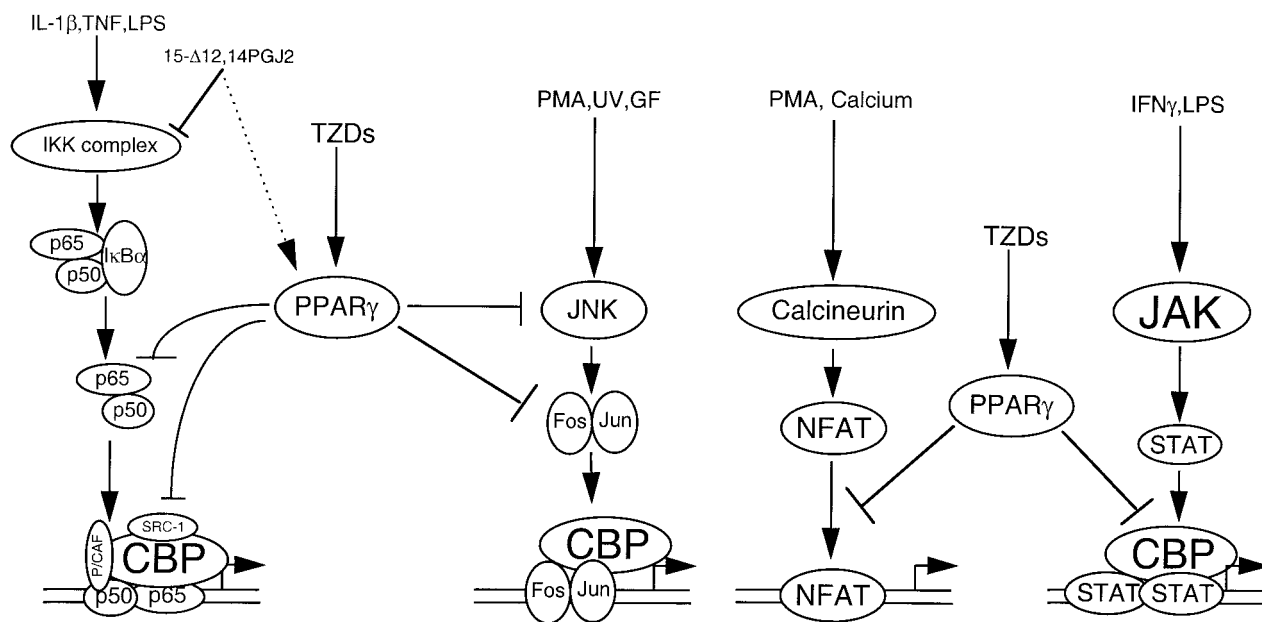 IL-1β,TNF,LPS
15-Δ12,14PGJ2
IKK complex
p65
IκBα
p50
p65
p50
SRC-1
P/CAF
CBP
p50
p65
TZDs
PPARγ
PMA,UV,GF
JNK
Fos
Jun
CBP
Fos
Jun
PMA, Calcium
Calcineurin
NFAT
NFAT
TZDs
PPARγ
IFNγ,LPS
JAK
STAT
CBP
STAT
STAT